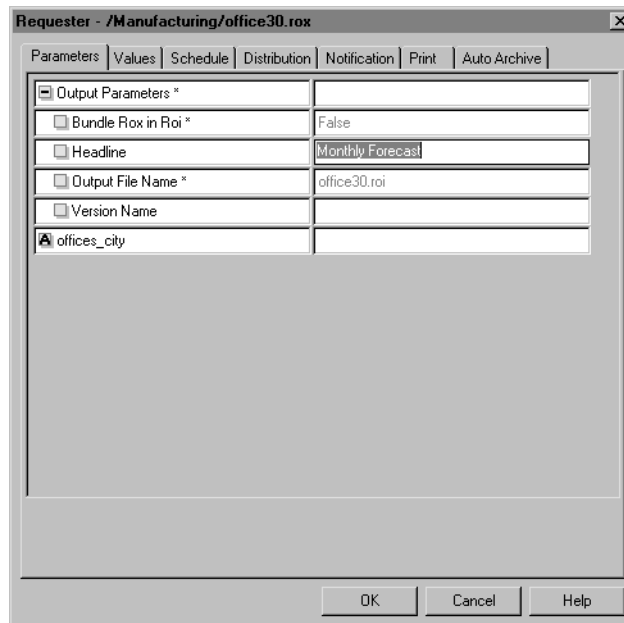 Requester - /Manufacturing/office30.rox
Parameters Values Schedule Distribution Notification Print Auto Archive
Output Parameters *
Bundle Rox in Roi * False
Headline Monthly Forecast
Output File Name * office30.roi
Version Name
A offices_city
OK Cancel Help